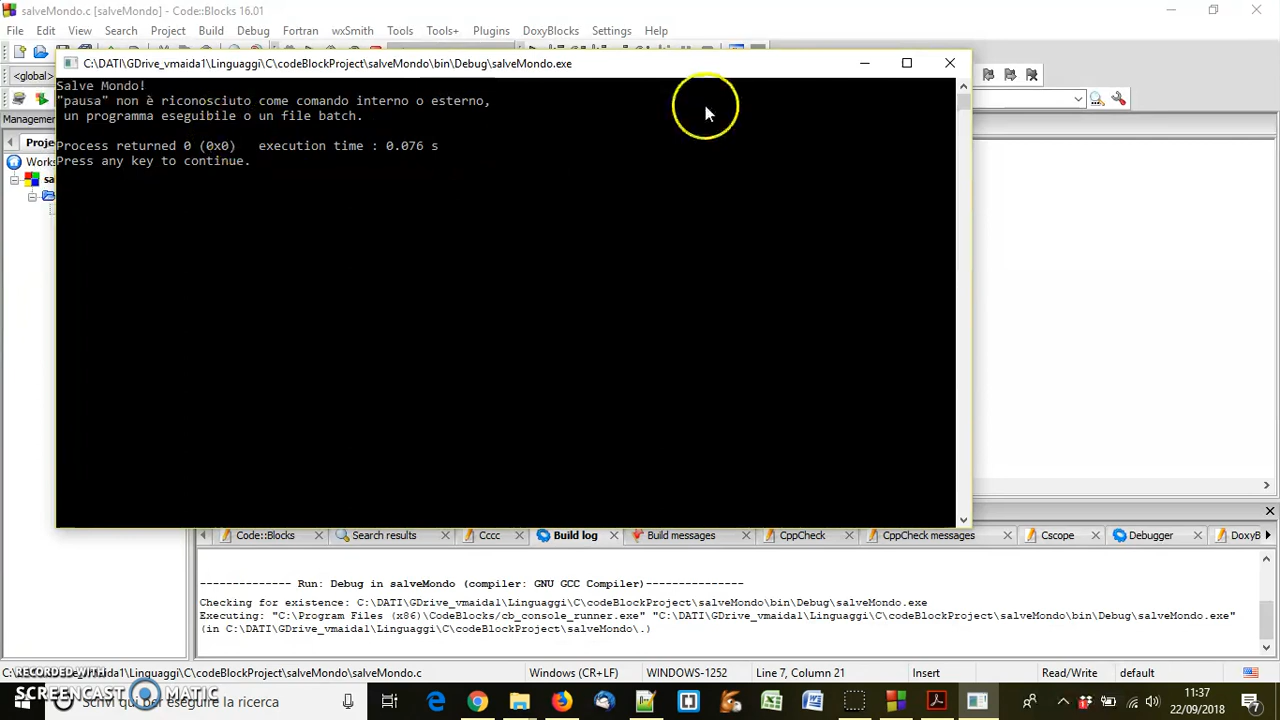 salveMondo.c [salveMondo] - Code::Blocks 16.01
File Edit View Search Project Build Debug Fortran wxSmith Tools Tools+ Plugins DoxyBlocks Settings Help
C:\DATI\GDrive_vmaida1\Linguaggi\C\codeBlockProject\salveMondo\bin\Debug\salveMondo.exe
<global>
Salve Mondo!
"pausa" non è riconosciuto come comando interno o esterno,
un programma eseguibile o un file batch.
Management
Process returned 0 (0x0) execution time : 0.076 s
Press any key to continue.
Code::Blocks Search results Cccc Build log Build messages CppCheck CppCheck messages Cscope Debugger DoxyB
-------------- Run: Debug in salveMondo (compiler: GNU GCC Compiler)---------------
Checking for existence: C:\DATI\GDrive_vmaida1\Linguaggi\C\codeBlockProject\salveMondo\bin\Debug\salveMondo.exe
Executing: "C:\Program Files (x86)\CodeBlocks/cb_console_runner.exe" "C:\DATI\GDrive_vmaida1\Linguaggi\C\codeBlockProject\salveMondo\bin\Debug\salveMondo.exe"
(in C:\DATI\GDrive_vmaida1\Linguaggi\C\codeBlockProject\salveMondo\.)
C:\DATI\GDrive_vmaida1\Linguaggi\C\codeBlockProject\salveMondo\salveMondo.c Windows (CR+LF) WINDOWS-1252 Line 7, Column 21 Insert Read/Write default
RECORDED WITH
SCREENCAST MATIC
Scrivi qui per eseguire la ricerca
11:37
22/09/2018
7